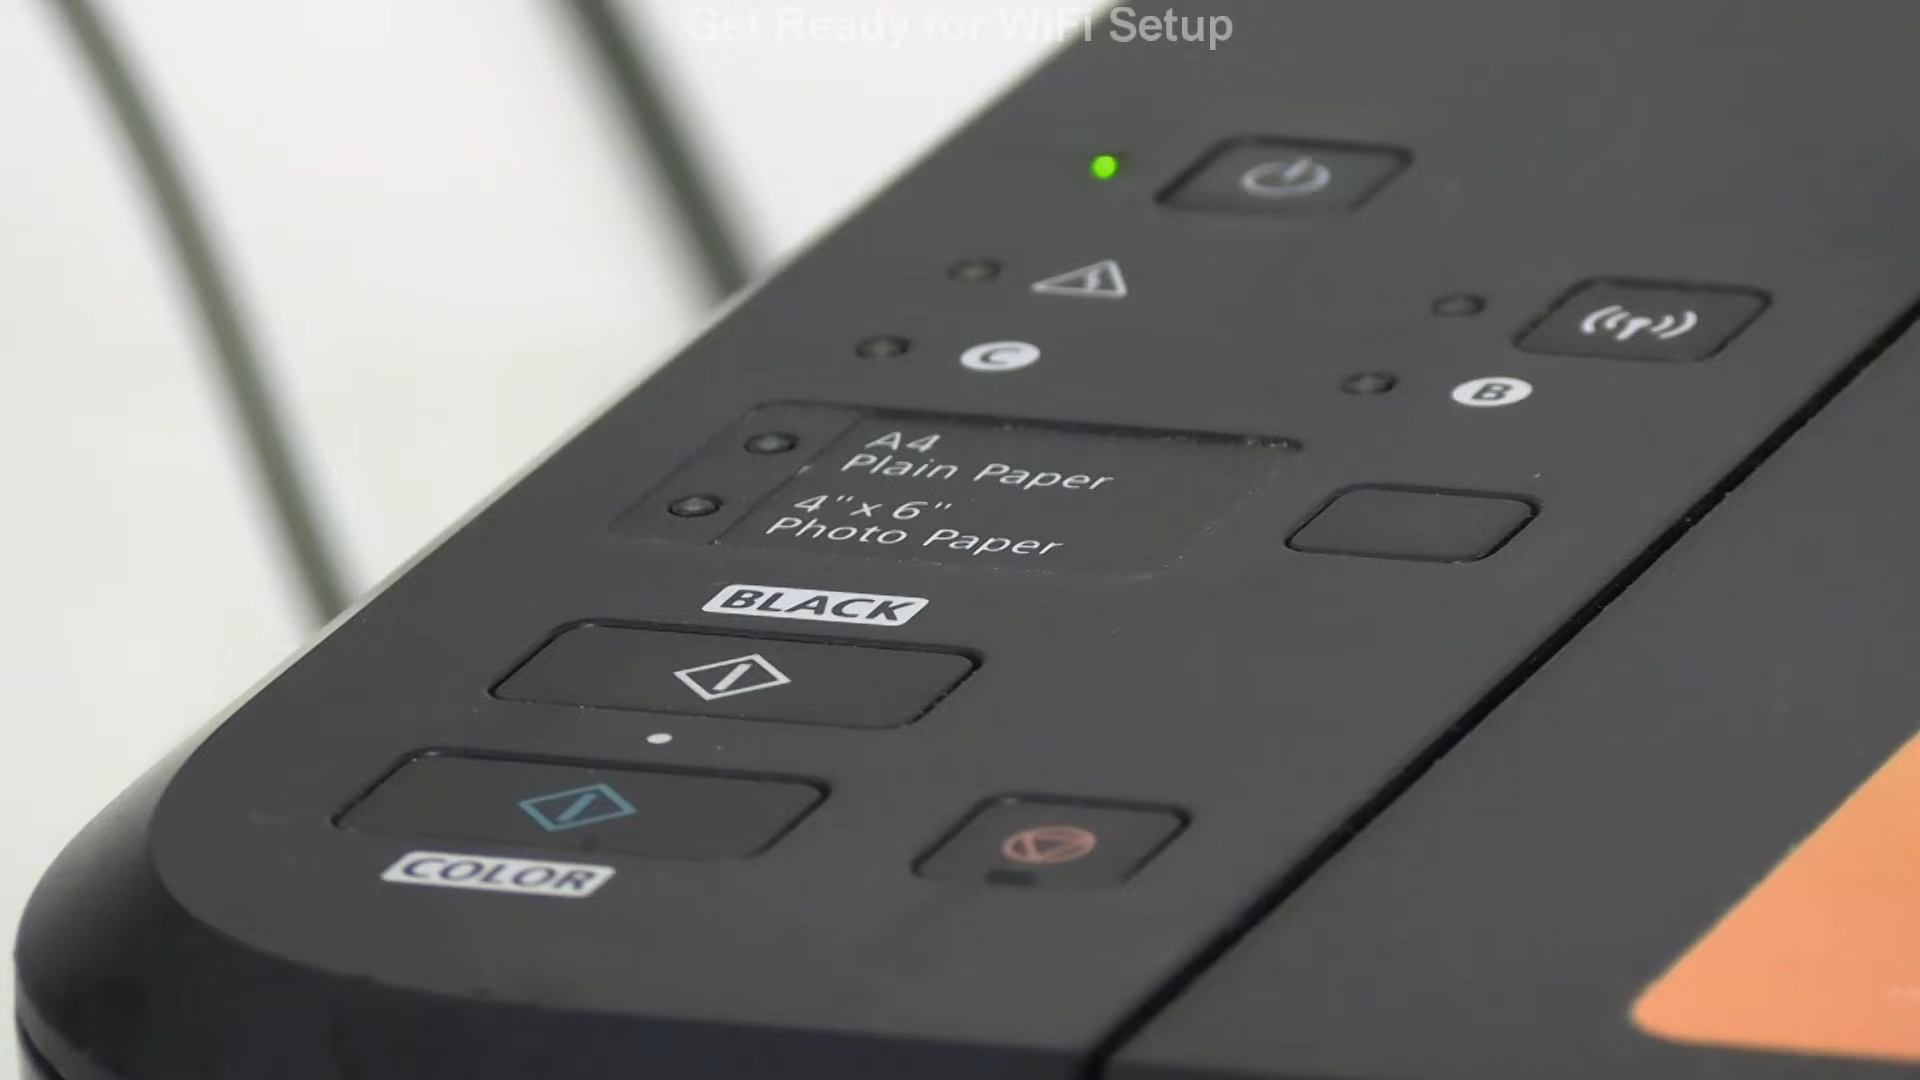 Get Ready for WiFi Setup
C
B
A4
Plain Paper
4"x 6"
Photo Paper
BLACK
COLOR